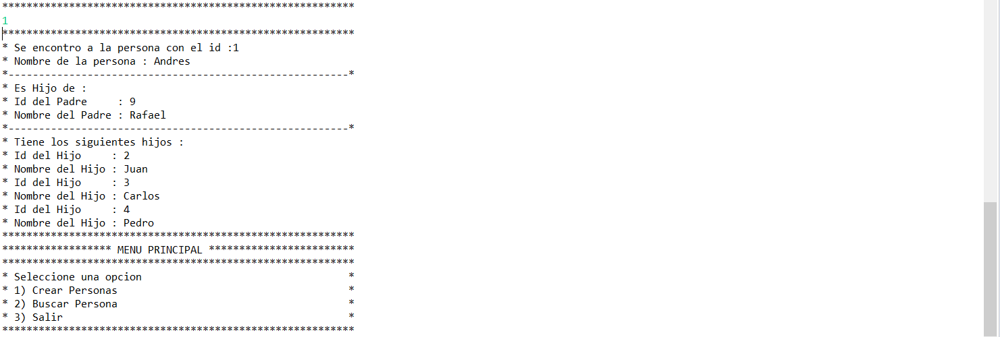 **********************************************************
1
**********************************************************
* Se encontro a la persona con el id :1
* Nombre de la persona : Andres
*--------------------------------------------------------*
* Es Hijo de :
* Id del Padre     : 9
* Nombre del Padre : Rafael
*--------------------------------------------------------*
* Tiene los siguientes hijos :
* Id del Hijo     : 2
* Nombre del Hijo : Juan
* Id del Hijo     : 3
* Nombre del Hijo : Carlos
* Id del Hijo     : 4
* Nombre del Hijo : Pedro
**********************************************************
****************** MENU PRINCIPAL ************************
**********************************************************
* Seleccione una opcion                                  *
* 1) Crear Personas                                      *
* 2) Buscar Persona                                      *
* 3) Salir                                               *
**********************************************************